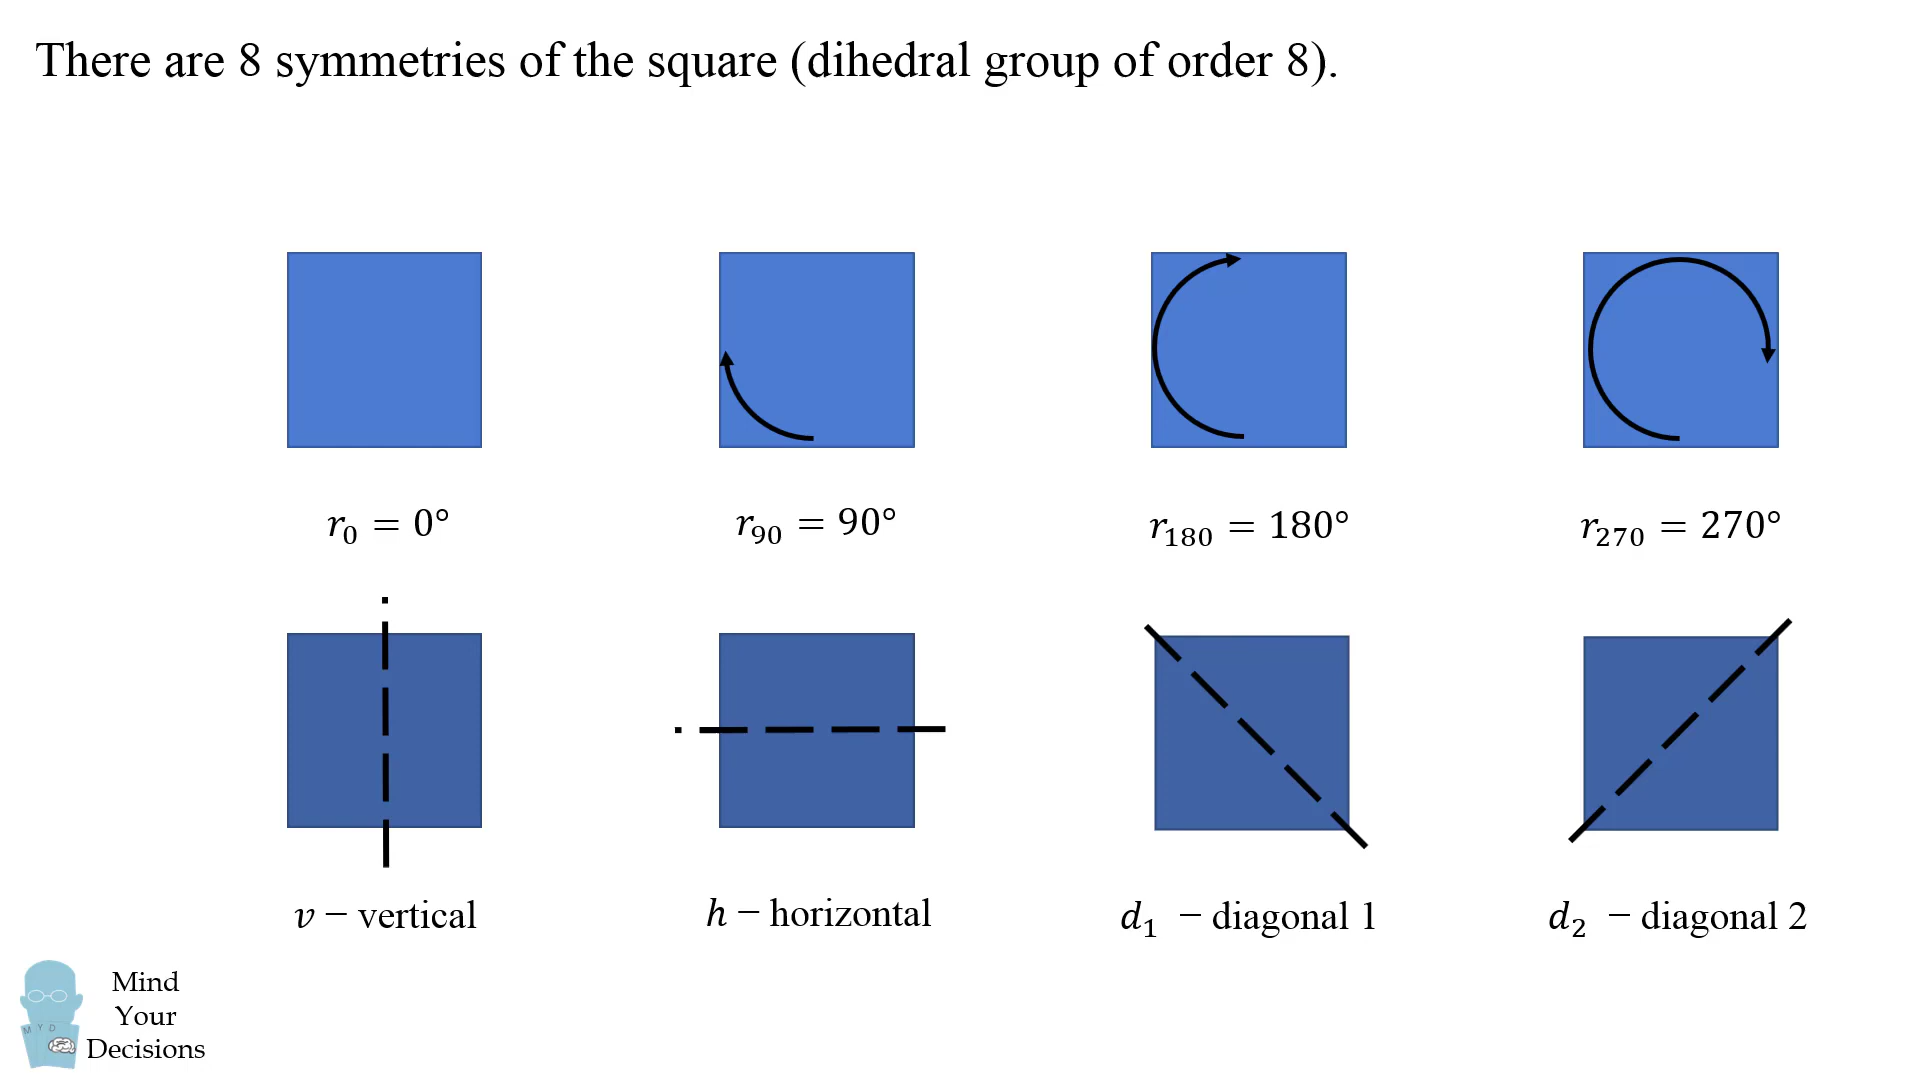 There are 8 symmetries of the square (dihedral group of order 8).
r₀ = 0°
r₉₀ = 90°
r₁₈₀ = 180°
r₂₇₀ = 270°
v − vertical
h − horizontal
d₁ − diagonal 1
d₂ − diagonal 2
M Y D
Mind
Your
Decisions